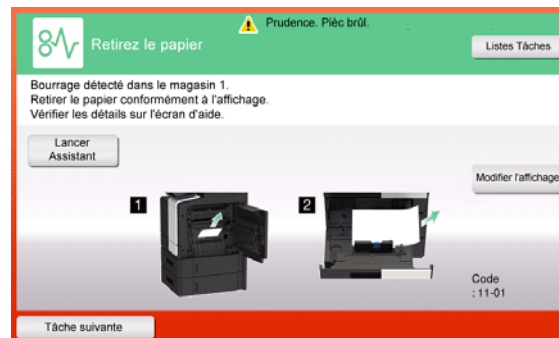 Prudence. Pièc brûl.
Retirez le papier
Listes Tâches
Bourrage détecté dans le magasin 1.
Retirer le papier conformément à l'affichage.
Vérifier les détails sur l'écran d'aide.
Lancer
Assistant
Modifier l'affichage
1
2
Code
: 11-01
Tâche suivante